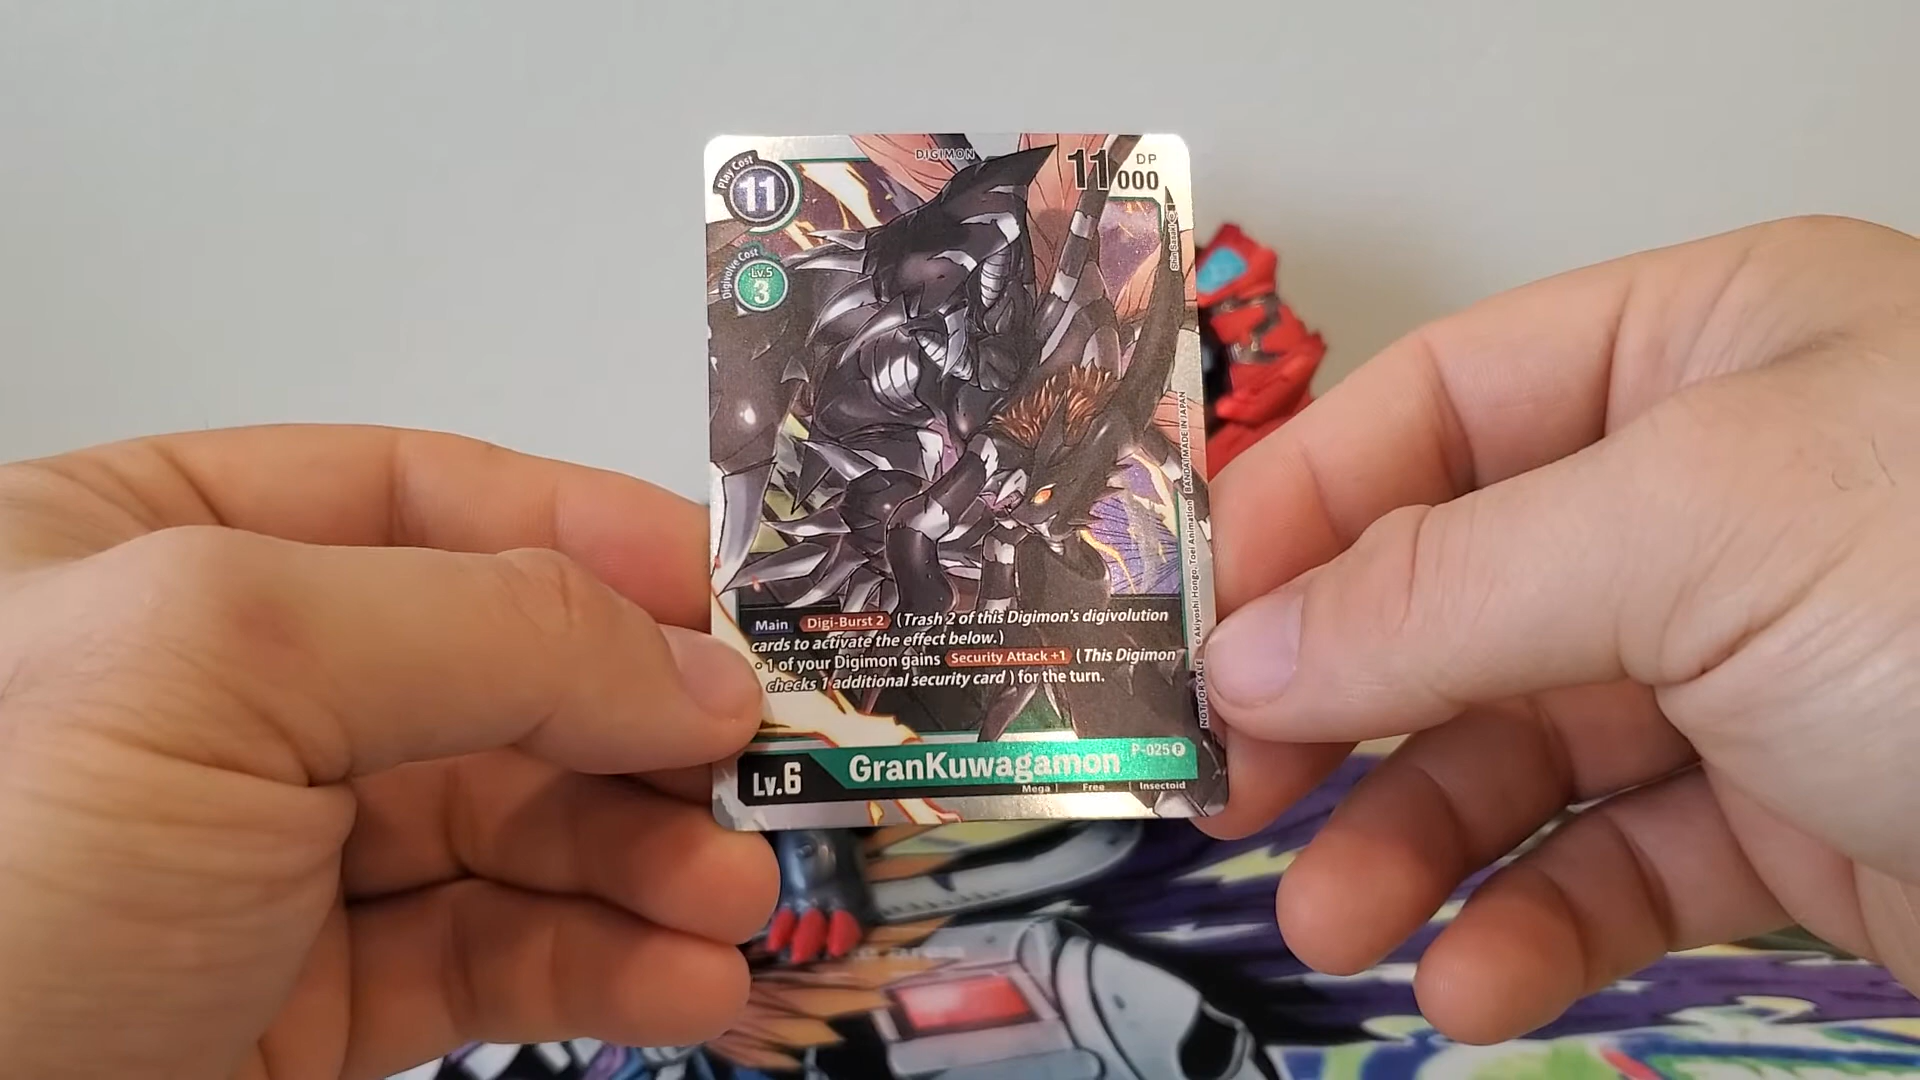 DIGIMON
Play Cost
11
11 000
DP
Digivolve Cost
Lv.5
3
Main Digi-Burst 2 (Trash 2 of this Digimon's digivolution
cards to activate the effect below.)
• 1 of your Digimon gains Security Attack +1 (This Digimon
checks 1 additional security card ) for the turn.
NOT FOR SALE © Akiyoshi Hongo, Toei Animation BANDAI MADE IN JAPAN
P-025 P
Lv.6 GranKuwagamon
Mega | Free | Insectoid